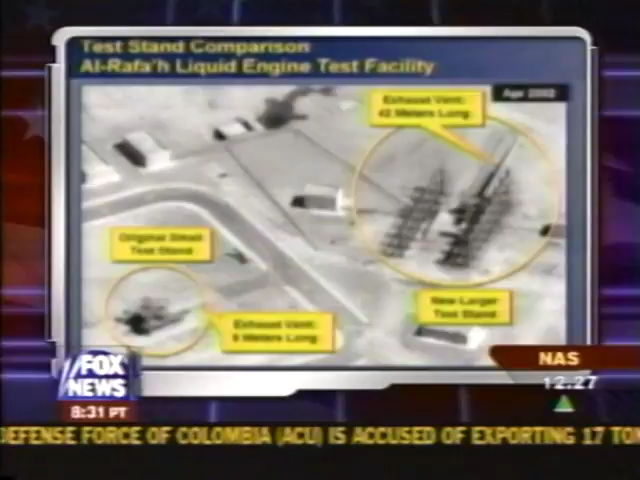 Test Stand Comparison
Al-Rafa'h Liquid Engine Test Facility
Apr 2002
Exhaust Vent:
42 Meters Long
Original Small
Test Stand
Exhaust Vent:
9 Meters Long
New Larger
Test Stand
NAS
12.27
FOX
NEWS
8:31 PT
DEFENSE FORCE OF COLOMBIA (ACU) IS ACCUSED OF EXPORTING 17 TON